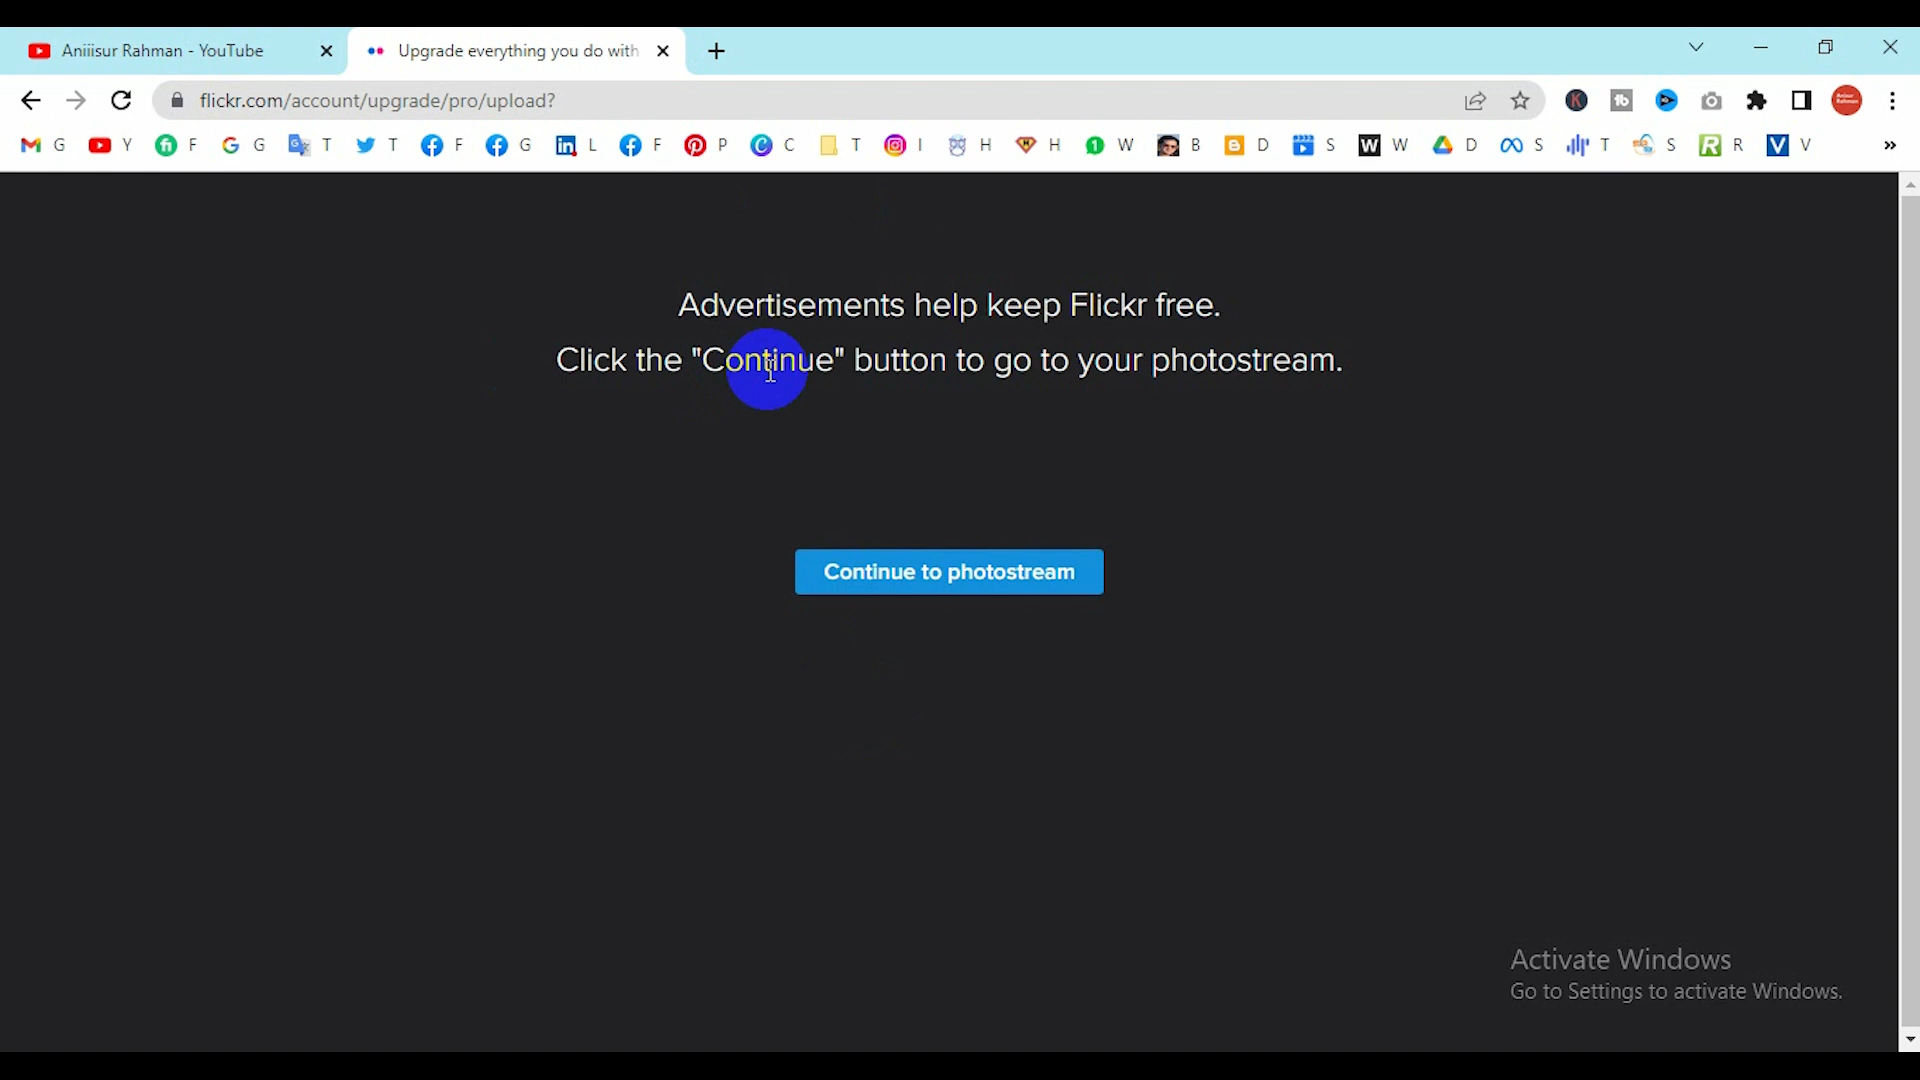 Aniiisur Rahman - YouTube
Upgrade everything you do with
flickr.com/account/upgrade/pro/upload?
G Y F G T T F G L F P C T I H H W B D S W D S T S R V
Advertisements help keep Flickr free.
Click the "Continue" button to go to your photostream.
Continue to photostream
Activate Windows
Go to Settings to activate Windows.